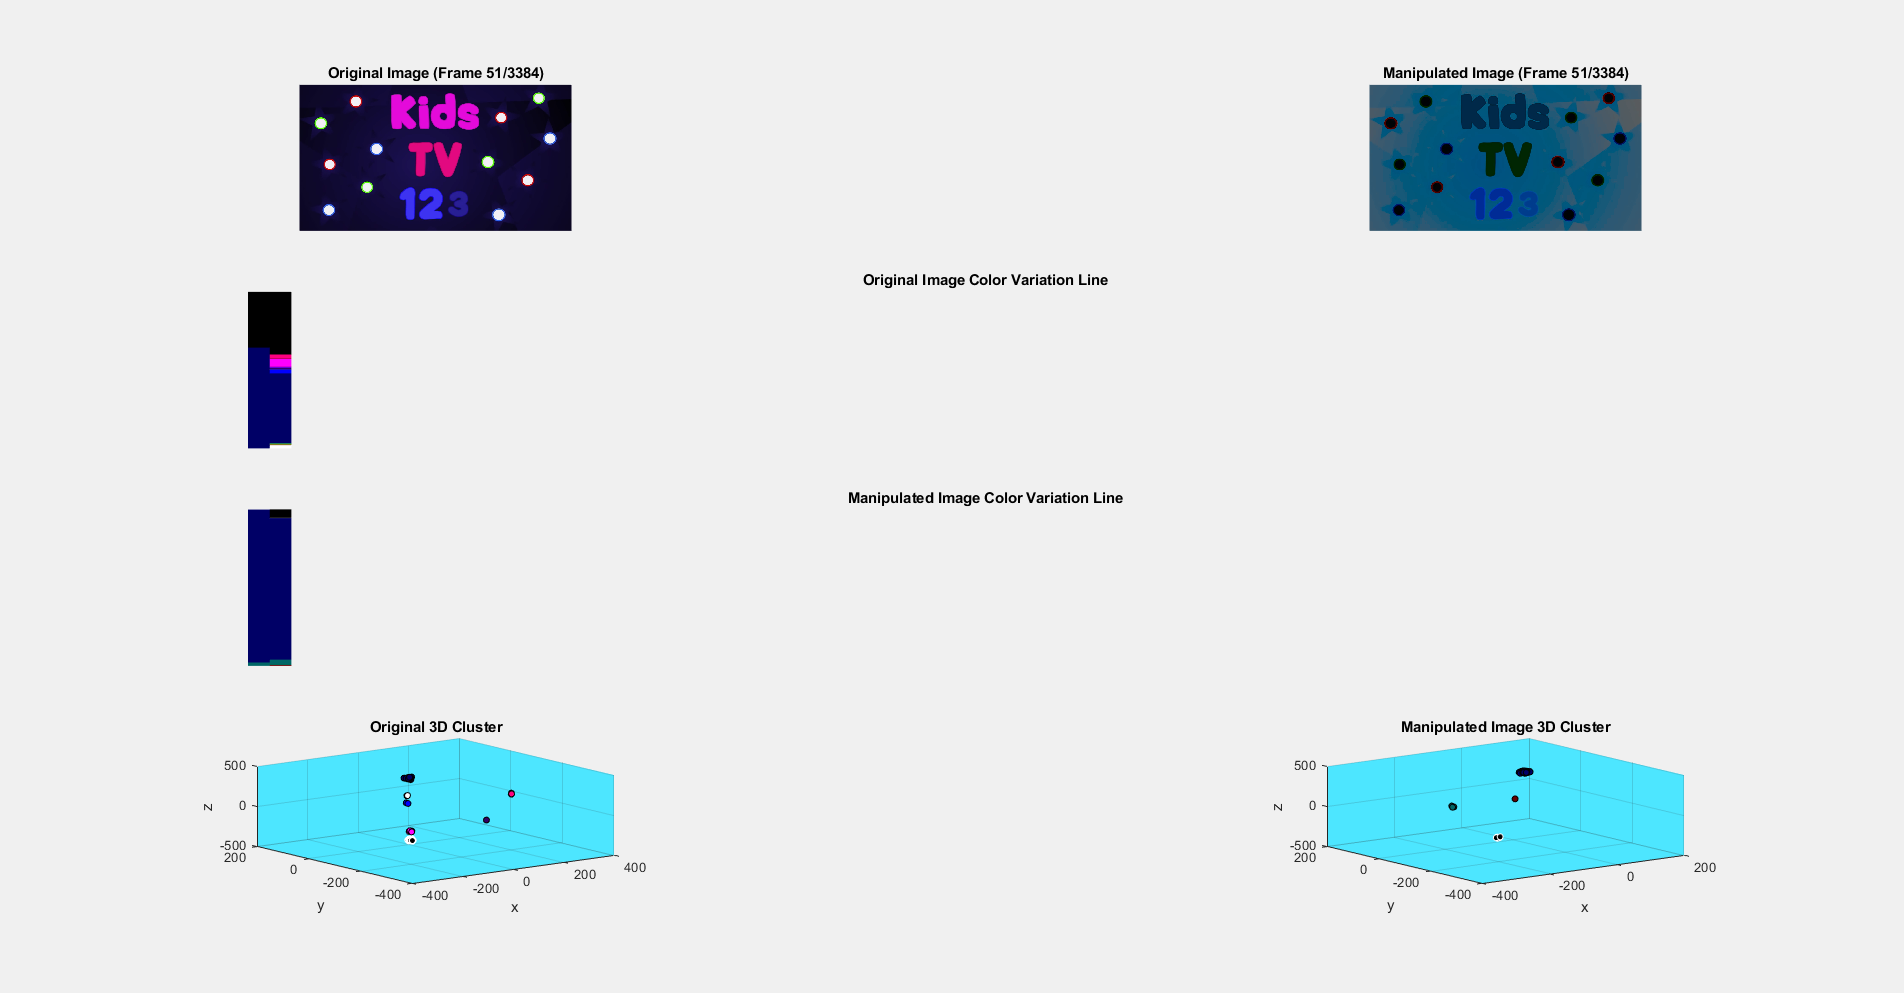 Original Image (Frame 51/3384)
Manipulated Image (Frame 51/3384)
Kids
TV
123
Kids
TV
123
Original Image Color Variation Line
Manipulated Image Color Variation Line
Original 3D Cluster
500
0
-500
z
200
0
-200
-400
y
-400
-200
0
200
400
x
Manipulated Image 3D Cluster
500
0
-500
z
200
0
-200
-400
y
-400
-200
0
200
x